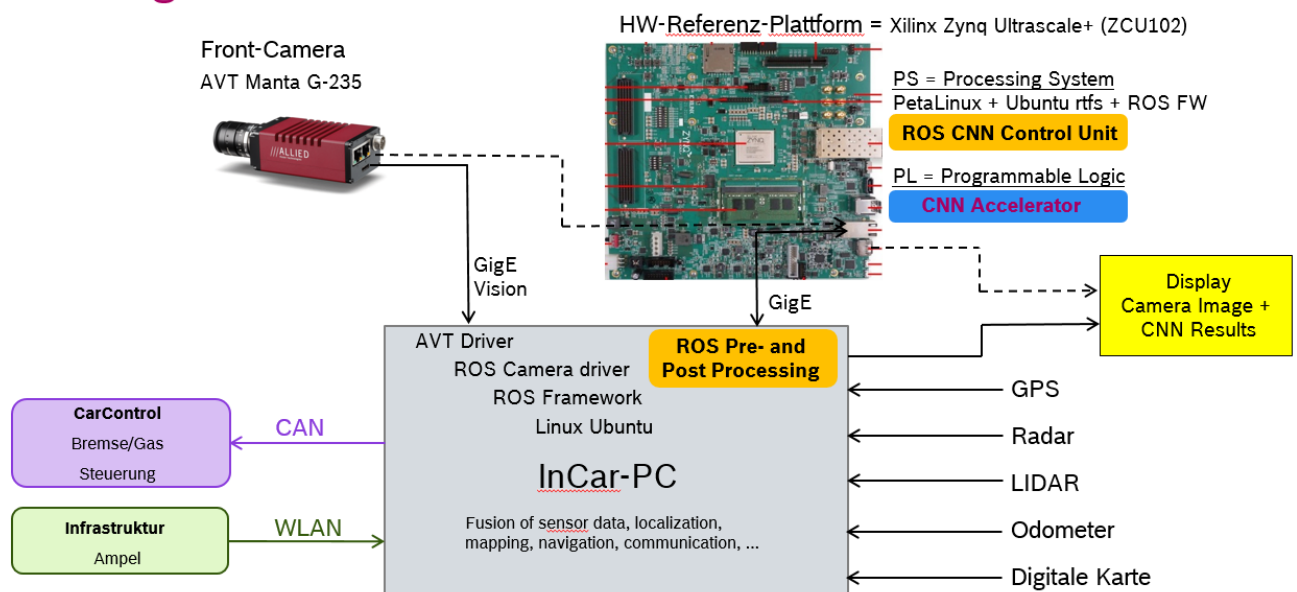 HW-Referenz-Plattform = Xilinx Zynq Ultrascale+ (ZCU102)
Front-Camera
AVT Manta G-235
PS = Processing System
PetaLinux + Ubuntu rtfs + ROS FW
ROS CNN Control Unit
PL = Programmable Logic
CNN Accelerator
///ALLIED
GigE
Vision
GigE
Display
Camera Image +
CNN Results
AVT Driver
ROS Camera driver
ROS Framework
Linux Ubuntu
ROS Pre- and
Post Processing
InCar-PC
Fusion of sensor data, localization,
mapping, navigation, communication, ...
CarControl
Bremse/Gas
Steuerung
CAN
Infrastruktur
Ampel
WLAN
GPS
Radar
LIDAR
Odometer
Digitale Karte